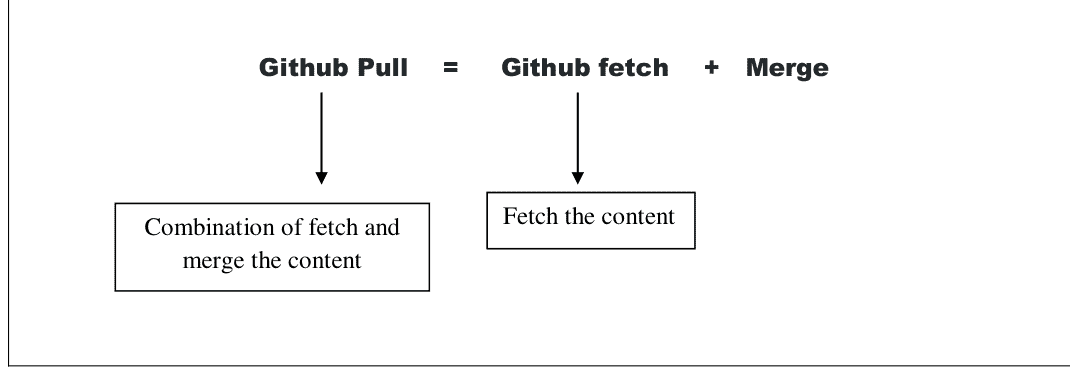 Github Pull = Github fetch + Merge
Combination of fetch and
merge the content
Fetch the content